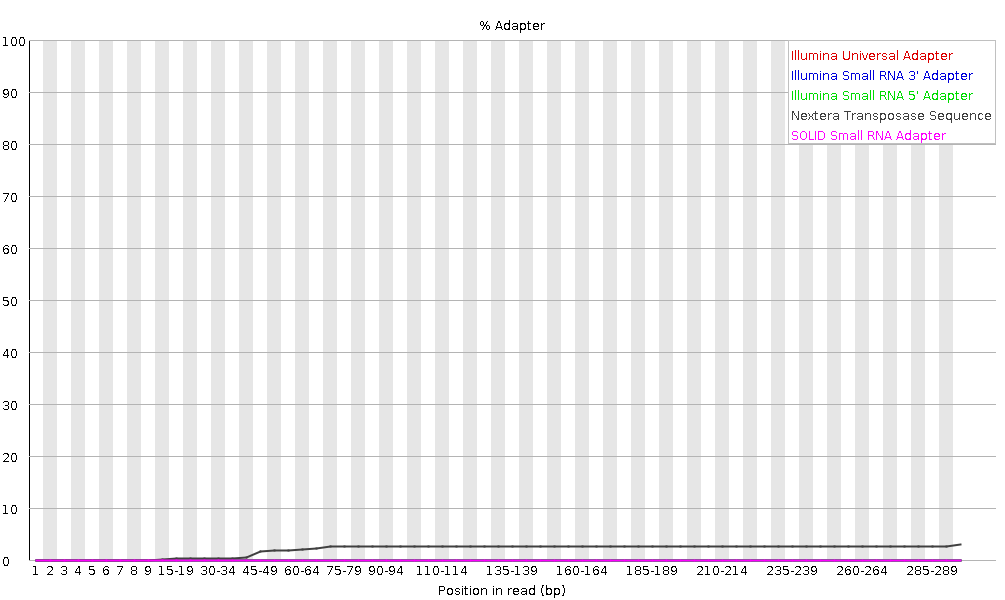 % Adapter
100
90
80
70
60
50
40
30
20
10
0
Illumina Universal Adapter
Illumina Small RNA 3' Adapter
Illumina Small RNA 5' Adapter
Nextera Transposase Sequence
SOLID Small RNA Adapter
1 2 3 4 5 6 7 8 9 15-19 30-34 45-49 60-64 75-79 90-94 110-114 135-139 160-164 185-189 210-214 235-239 260-264 285-289
Position in read (bp)